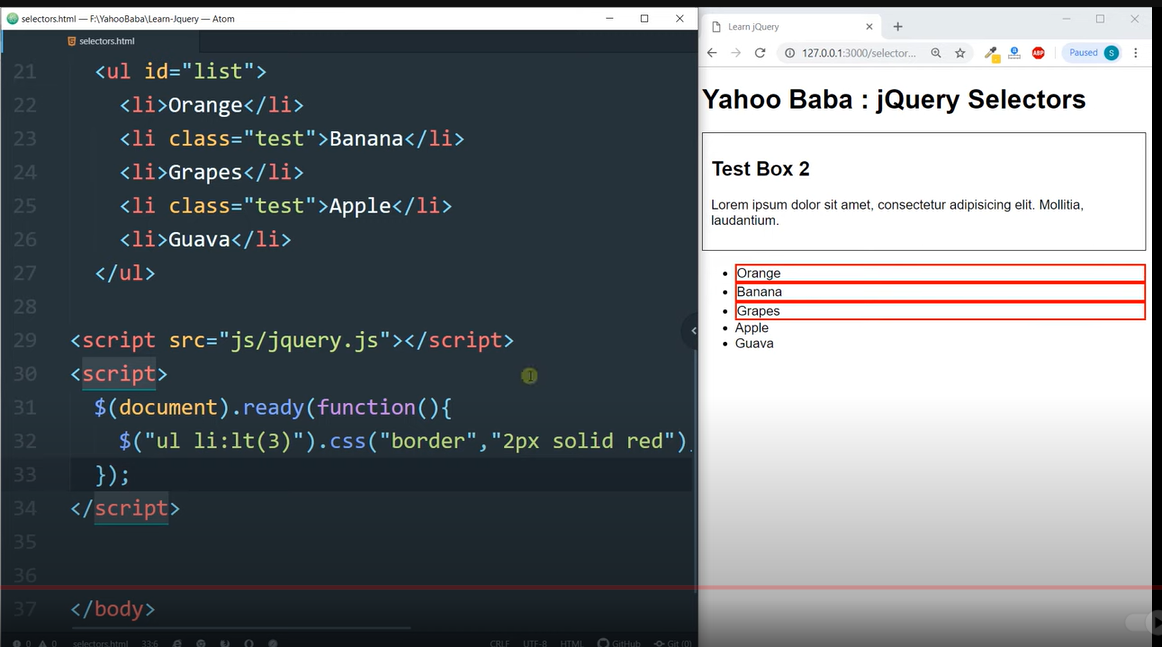 selectors.html — F:\YahooBaba\Learn-Jquery — Atom
selectors.html
21 <ul id="list">
22 <li>Orange</li>
23 <li class="test">Banana</li>
24 <li>Grapes</li>
25 <li class="test">Apple</li>
26 <li>Guava</li>
27 </ul>
28
29 <script src="js/jquery.js"></script>
30 <script>
31 $(document).ready(function(){
32 $("ul li:lt(3)").css("border","2px solid red")
33 });
34 </script>
35
36
37 </body>
0 0 selectors.html 33:6 CRLF UTF-8 HTML GitHub Git (0)
Learn jQuery
127.0.0.1:3000/selector... ABP Paused S
Yahoo Baba : jQuery Selectors
Test Box 2
Lorem ipsum dolor sit amet, consectetur adipisicing elit. Mollitia,
laudantium.
Orange
Banana
Grapes
Apple
Guava